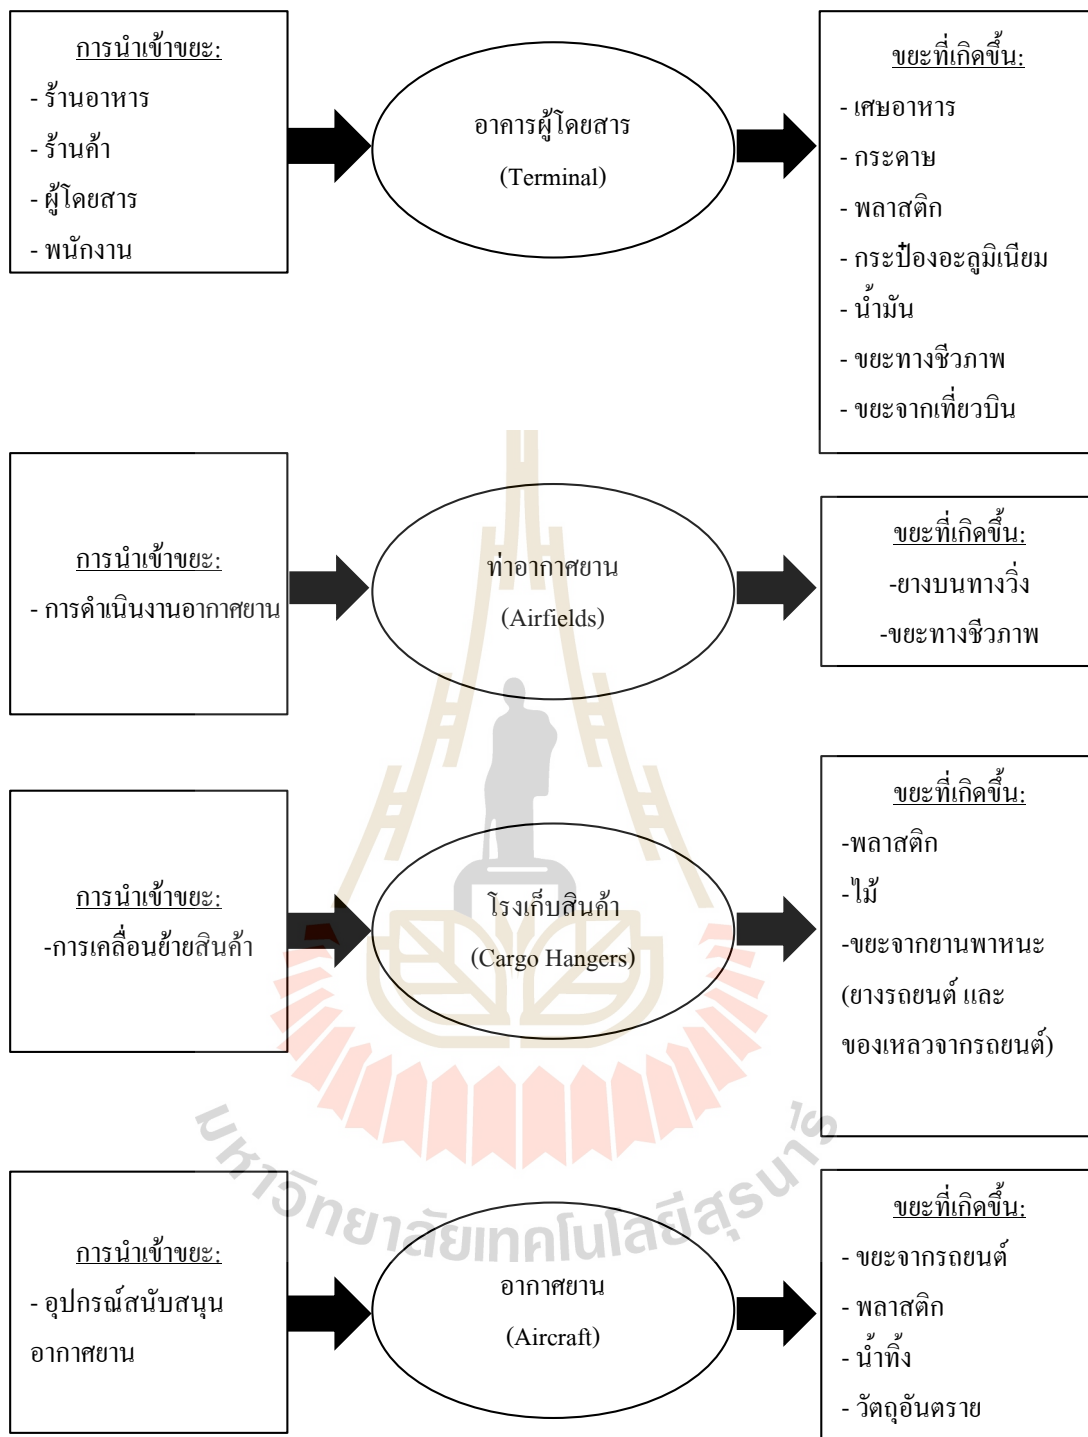 การนำเข้าขยะ:
- ร้านอาหาร
- ร้านค้า
- ผู้โดยสาร
- พนักงาน
อาคารผู้โดยสาร
(Terminal)
ขยะที่เกิดขึ้น:
- เศษอาหาร
- กระดาษ
- พลาสติก
- กระป๋องอะลูมิเนียม
- น้ำมัน
- ขยะทางชีวภาพ
- ขยะจากเที่ยวบิน
การนำเข้าขยะ:
- การดำเนินงานอากาศยาน
ท่าอากาศยาน
(Airfields)
ขยะที่เกิดขึ้น:
-ยางบนทางวิ่ง
-ขยะทางชีวภาพ
การนำเข้าขยะ:
-การเคลื่อนย้ายสินค้า
โรงเก็บสินค้า
(Cargo Hangers)
ขยะที่เกิดขึ้น:
-พลาสติก
-ไม้
-ขยะจากยานพาหนะ
(ยางรถยนต์ และ
ของเหลวจากรถยนต์)
การนำเข้าขยะ:
- อุปกรณ์สนับสนุน
อากาศยาน
อากาศยาน
(Aircraft)
ขยะที่เกิดขึ้น:
- ขยะจากรถยนต์
- พลาสติก
- น้ำทิ้ง
- วัตถุอันตราย
มหาวิทยาลัยเทคโนโลยีสุรนารี